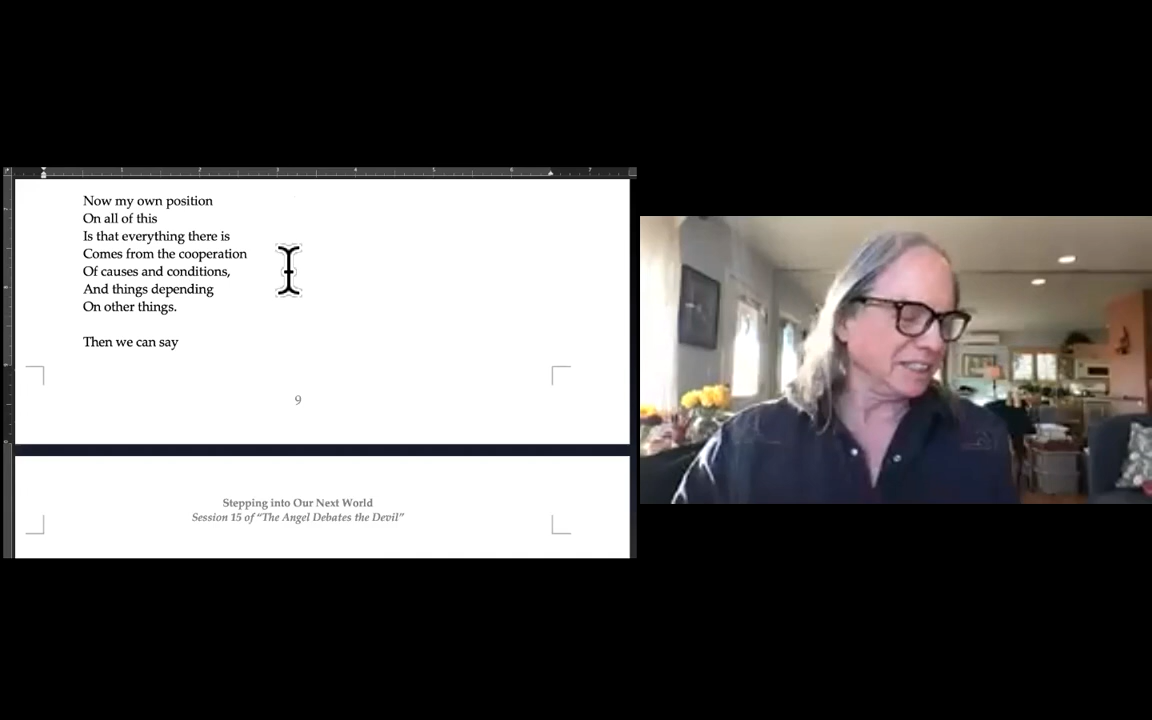 Now my own position
On all of this
Is that everything there is
Comes from the cooperation
Of causes and conditions,
And things depending
On other things.
Then we can say
9
Stepping into Our Next World
Session 15 of “The Angel Debates the Devil”